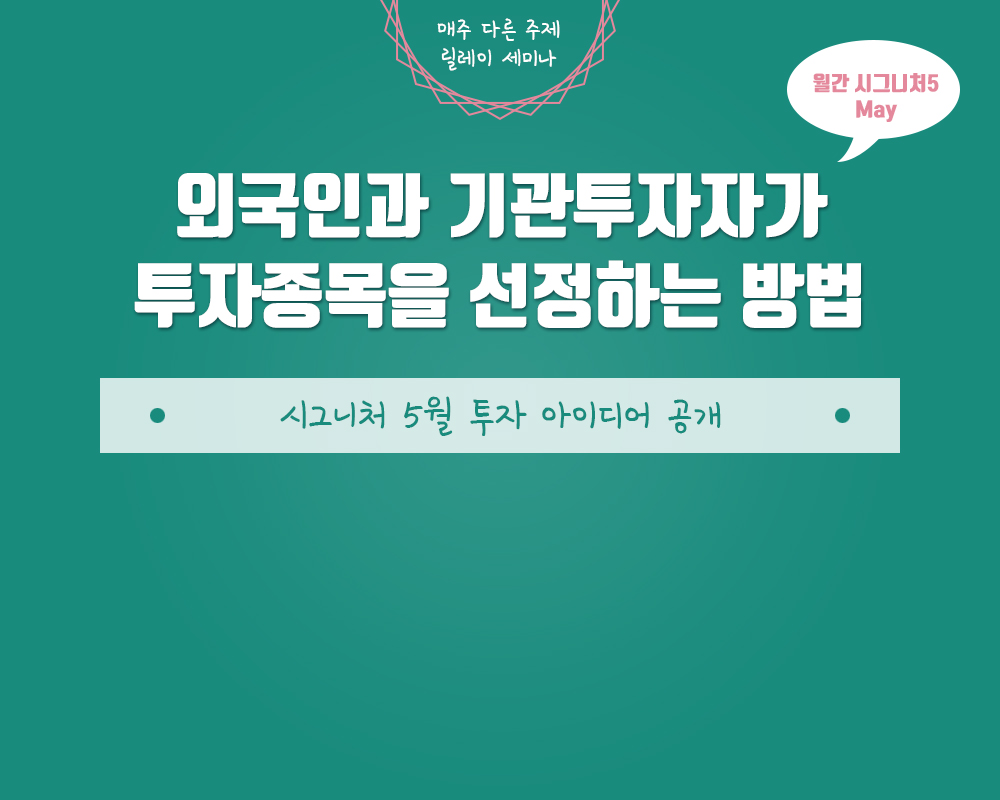 매주 다른 주제
릴레이 세미나
월간 시그니처5
May
외국인과 기관투자자가
투자종목을 선정하는 방법
시그니처 5월 투자 아이디어 공개